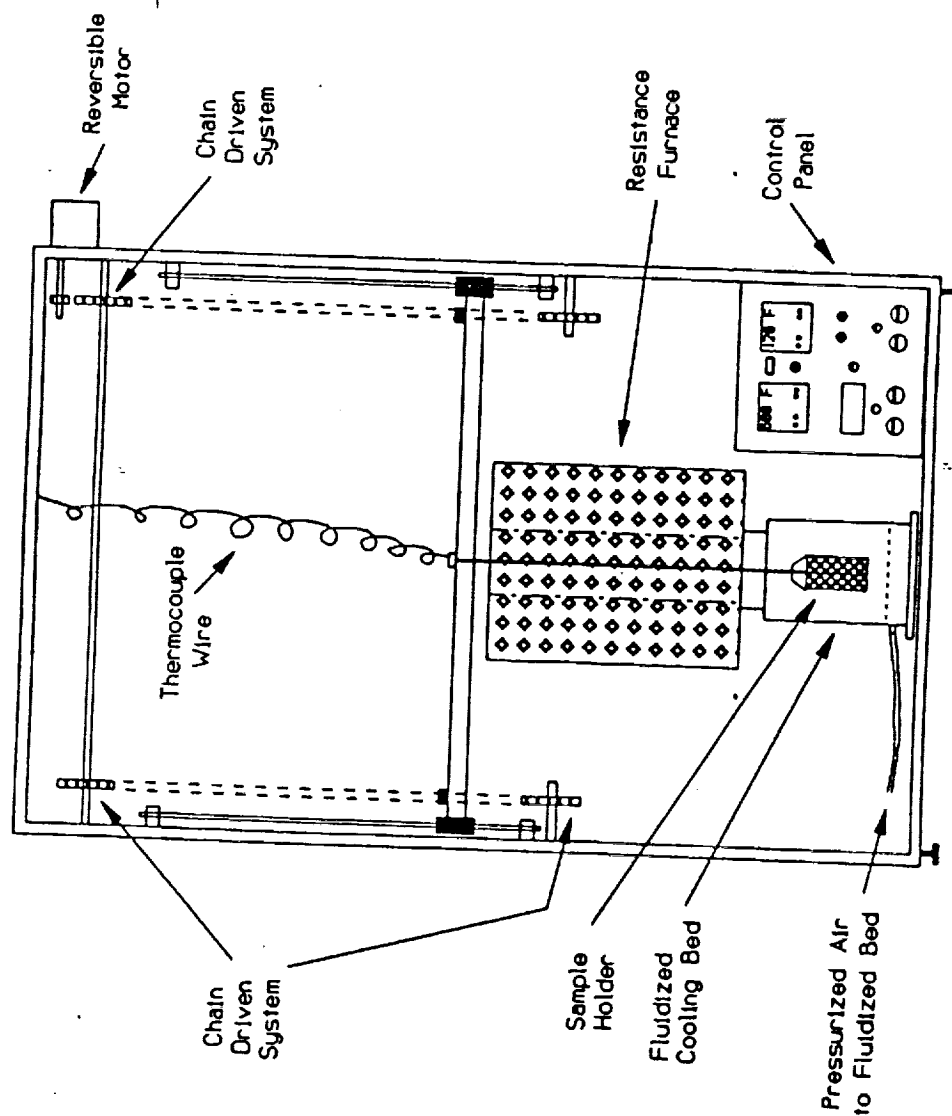 Reversible
Motor
Chain
Driven
System
Thermocouple
Wire
Resistance
Furnace
Control
Panel
120 F
Chain
Driven
System
Sample
Holder
Fluidized
Cooling Bed
Pressurized Air
to Fluidized Bed